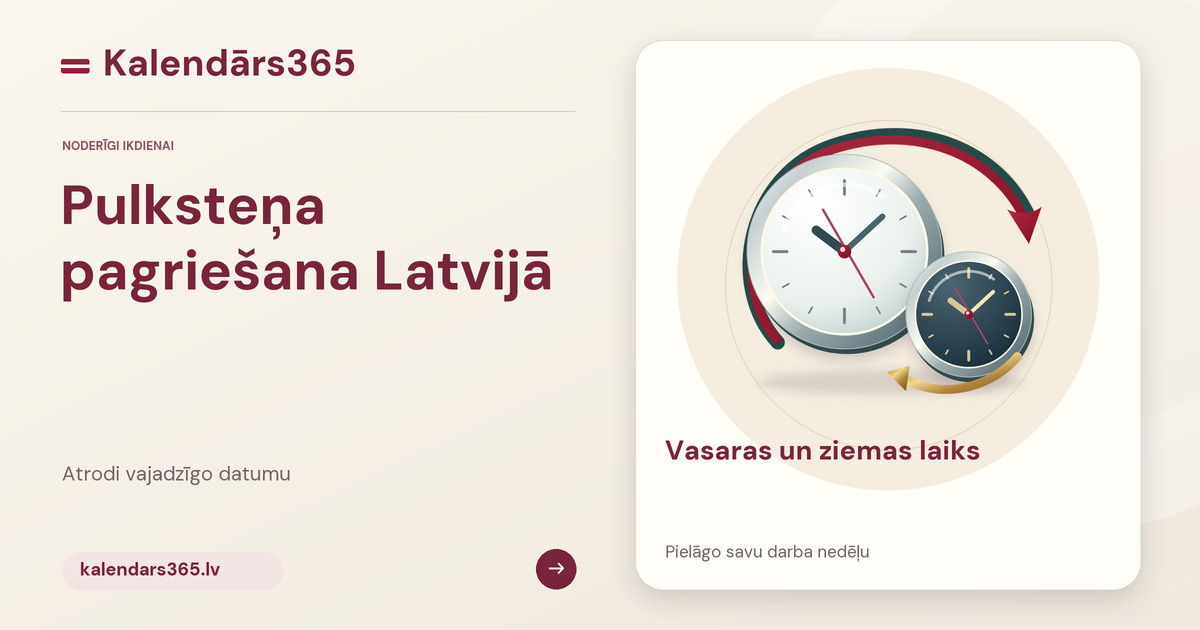 Kalendārs365
NODERĪGI IKDIENAI
Pulksteņa
pagriešana Latvijā
Atrodi vajadzīgo datumu
kalendars365.lv
Vasaras un ziemas laiks
Pielāgo savu darba nedēļu